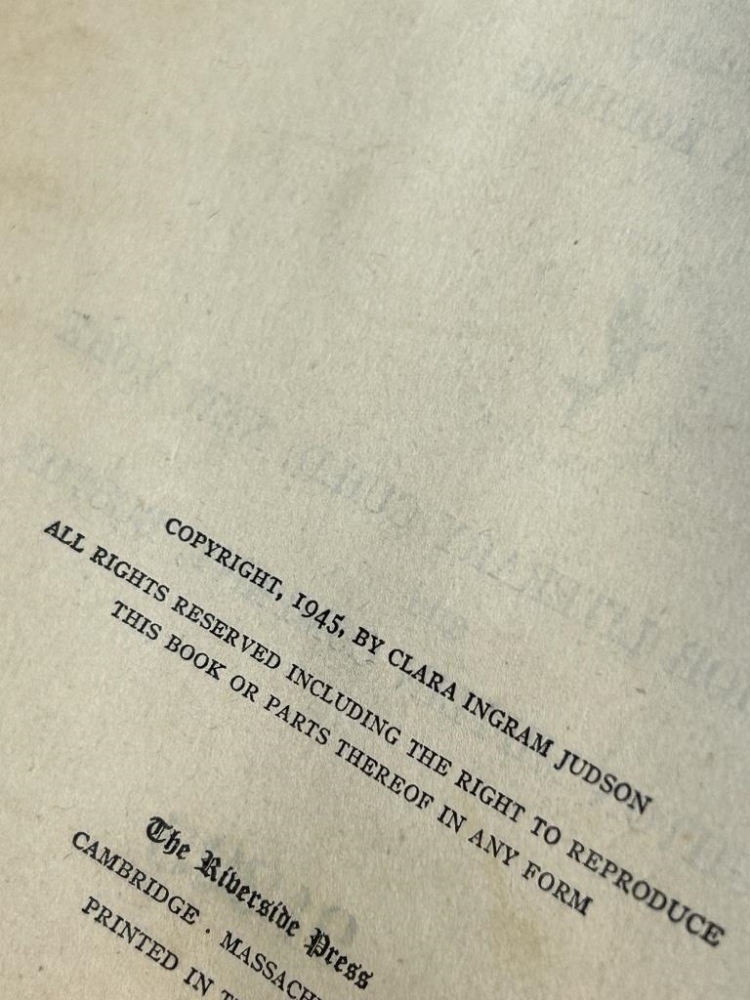 COPYRIGHT, 1945, BY CLARA INGRAM JUDSON
ALL RIGHTS RESERVED INCLUDING THE RIGHT TO REPRODUCE
THIS BOOK OR PARTS THEREOF IN ANY FORM
The Riverside Press
CAMBRIDGE · MASSACH
PRINTED IN T